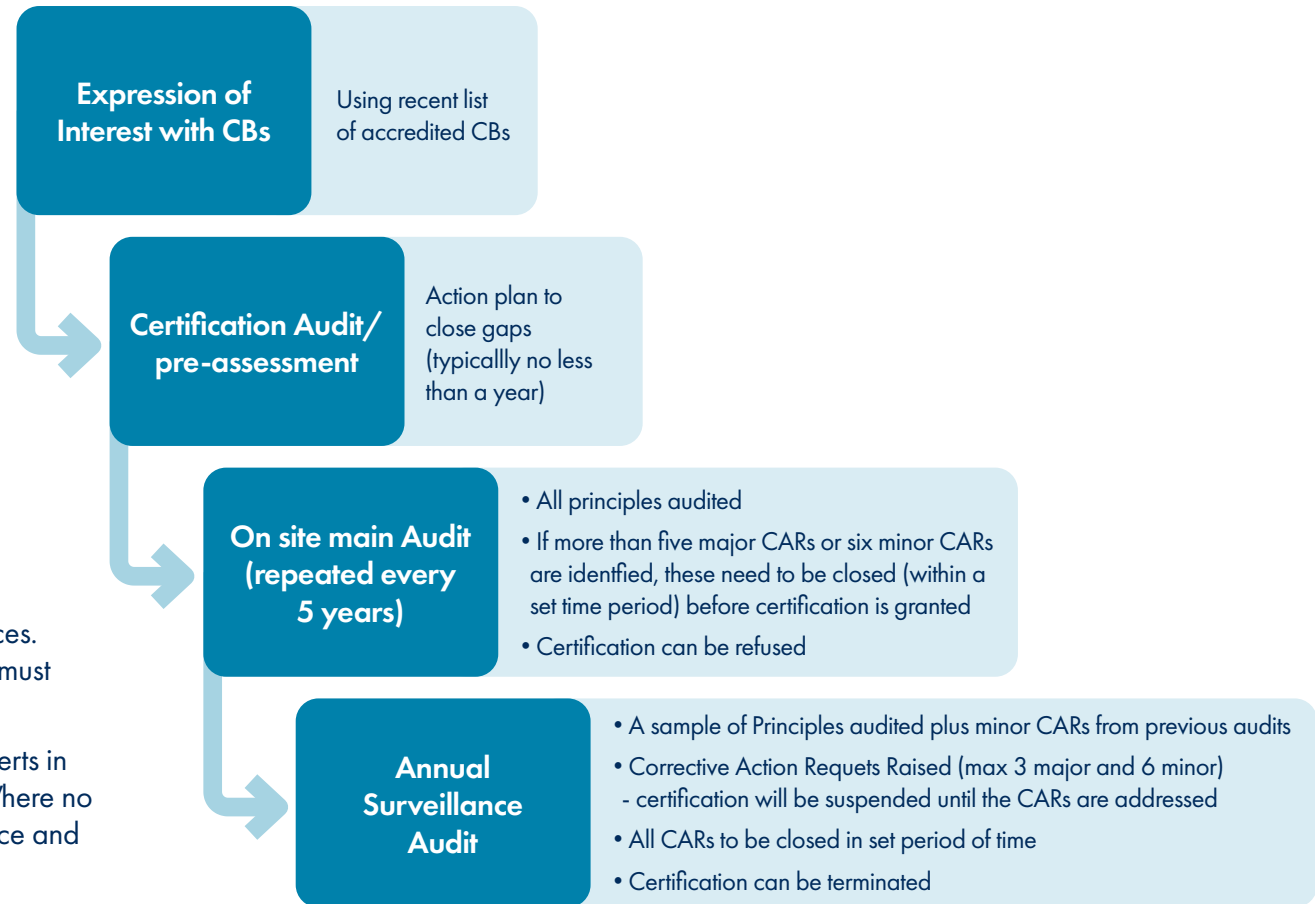 Expression of
Interest with CBs
Using recent list
of accredited CBs
Certification Audit/
pre-assessment
Action plan to
close gaps
(typicallly no less
than a year)
On site main Audit
(repeated every
5 years)
• All principles audited
• If more than five major CARs or six minor CARs
are identfied, these need to be closed (within a
set time period) before certification is granted
• Certification can be refused
ces.
must
erts in
here no
ce and
Annual
Surveillance
Audit
• A sample of Principles audited plus minor CARs from previous audits
• Corrective Action Requets Raised (max 3 major and 6 minor)
- certification will be suspended until the CARs are addressed
• All CARs to be closed in set period of time
• Certification can be terminated